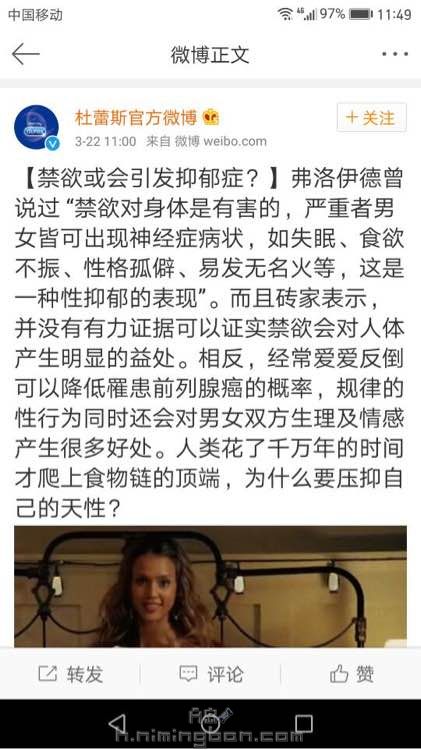 中国移动 4G 97% 11:49
微博正文
杜蕾斯官方微博
+关注
3-22 11:00 来自 微博 weibo.com
【禁欲或会引发抑郁症？】弗洛伊德曾
说过 “禁欲对身体是有害的，严重者男
女皆可出现神经症病状，如失眠、食欲
不振、性格孤僻、易发无名火等，这是
一种性抑郁的表现”。而且砖家表示，
并没有有力证据可以证实禁欲会对人体
产生明显的益处。相反，经常爱爱反倒
可以降低罹患前列腺癌的概率，规律的
性行为同时还会对男女双方生理及情感
产生很多好处。人类花了千万年的时间
才爬上食物链的顶端，为什么要压抑自
己的天性？
转发
评论
赞
h.nimingban.com